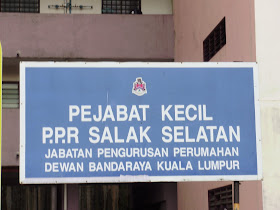 PEJABAT KECIL
P.P.R SALAK SELATAN
JABATAN PENGURUSAN PERUMAHAN
DEWAN BANDARAYA KUALA LUMPUR